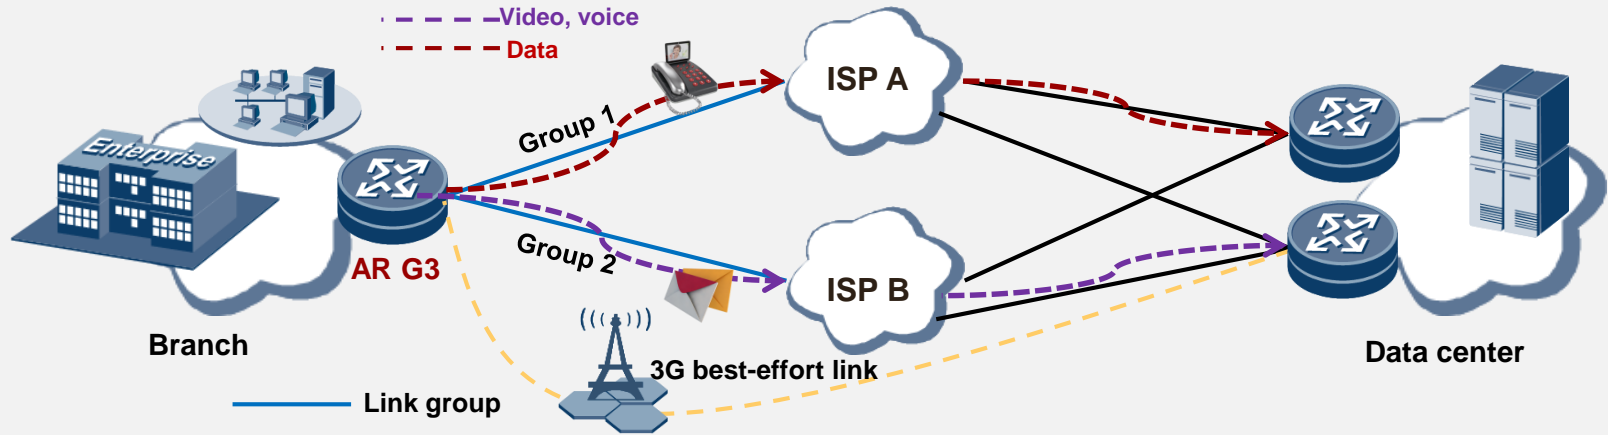 Video, voice
Data
ISP A
Group 1
Enterprise
Group 2
AR G3
ISP B
Branch
3G best-effort link
Data center
Link group